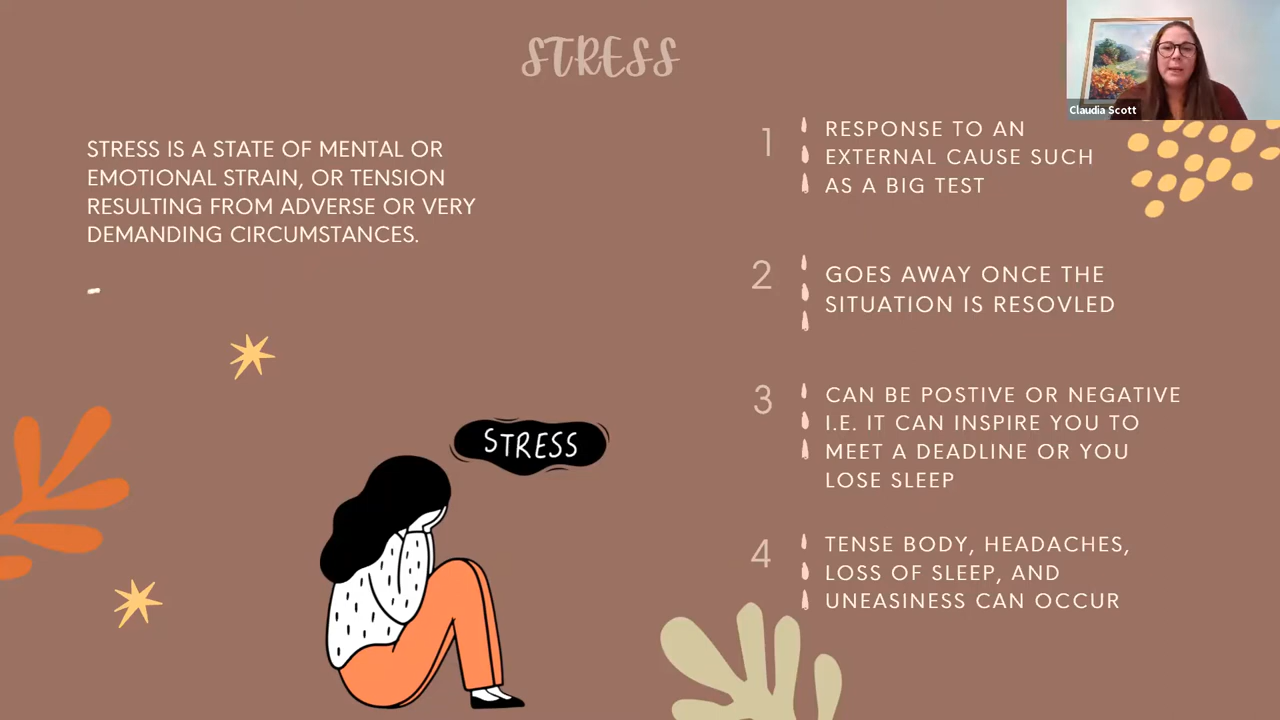 STRESS
Claudia Scott
STRESS IS A STATE OF MENTAL OR
EMOTIONAL STRAIN, OR TENSION
RESULTING FROM ADVERSE OR VERY
DEMANDING CIRCUMSTANCES.
1
RESPONSE TO AN
EXTERNAL CAUSE SUCH
AS A BIG TEST
2
GOES AWAY ONCE THE
SITUATION IS RESOVLED
3
CAN BE POSTIVE OR NEGATIVE
I.E. IT CAN INSPIRE YOU TO
MEET A DEADLINE OR YOU
LOSE SLEEP
4
TENSE BODY, HEADACHES,
LOSS OF SLEEP, AND
UNEASINESS CAN OCCUR
STRESS